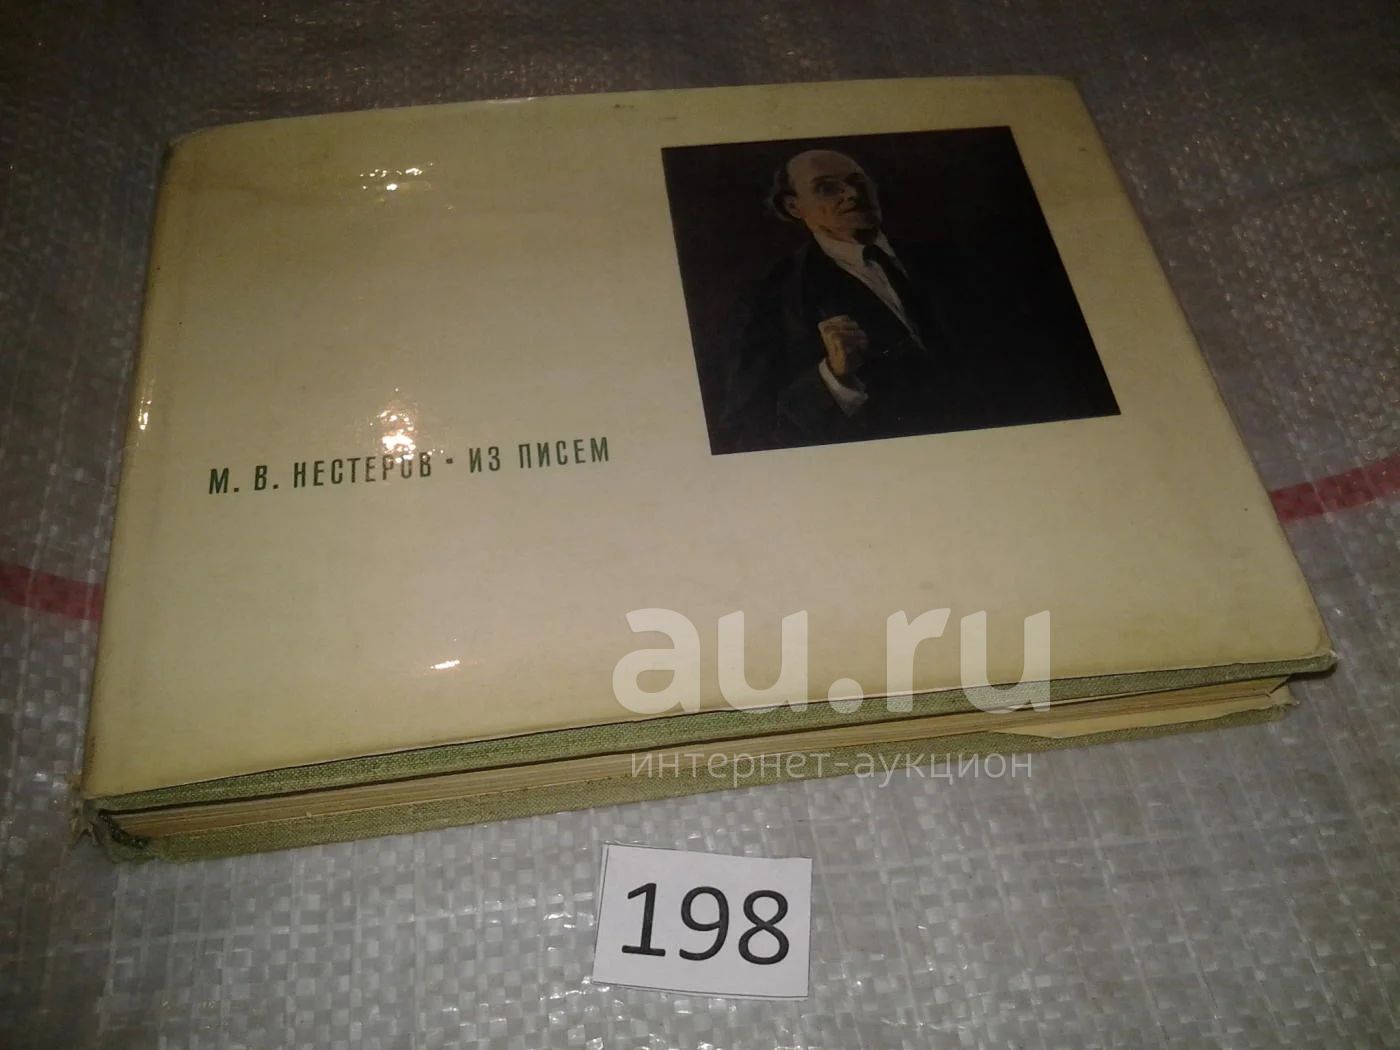 М. В. НЕСТЕРОВ · ИЗ ПИСЕМ
au.ru
интернет-аукцион
198